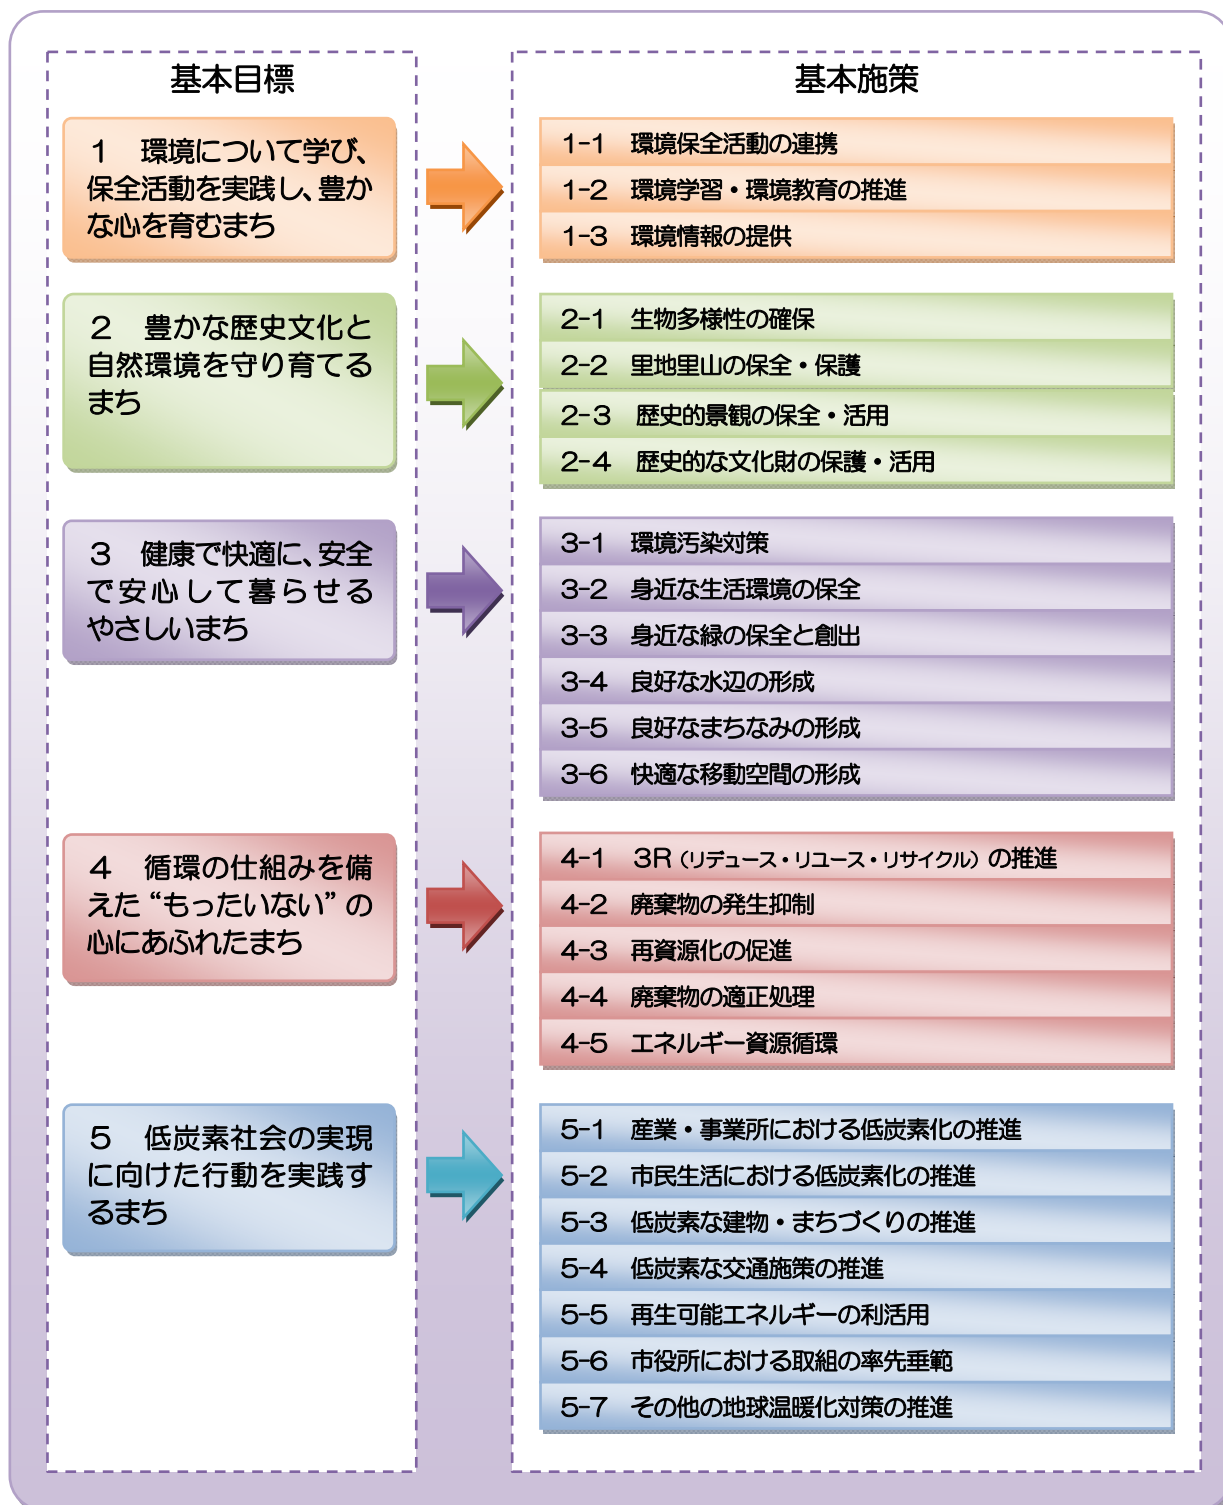 基本目標
１　環境について学び、
保全活動を実践し、豊か
な心を育むまち
２　豊かな歴史文化と
自然環境を守り育てる
まち
３　健康で快適に、安全
で安心して暮らせる
やさしいまち
４　循環の仕組みを備
えた“もったいない”の
心にあふれたまち
５　低炭素社会の実現
に向けた行動を実践す
るまち
基本施策
1-1　環境保全活動の連携
1-2　環境学習・環境教育の推進
1-3　環境情報の提供
2-1　生物多様性の確保
2-2　里地里山の保全・保護
2-3　歴史的景観の保全・活用
2-4　歴史的な文化財の保護・活用
3-1　環境汚染対策
3-2　身近な生活環境の保全
3-3　身近な緑の保全と創出
3-4　良好な水辺の形成
3-5　良好なまちなみの形成
3-6　快適な移動空間の形成
4-1　３R（リデュース・リユース・リサイクル）の推進
4-2　廃棄物の発生抑制
4-3　再資源化の促進
4-4　廃棄物の適正処理
4-5　エネルギー資源循環
5-1　産業・事業所における低炭素化の推進
5-2　市民生活における低炭素化の推進
5-3　低炭素な建物・まちづくりの推進
5-4　低炭素な交通施策の推進
5-5　再生可能エネルギーの利活用
5-6　市役所における取組の率先垂範
5-7　その他の地球温暖化対策の推進